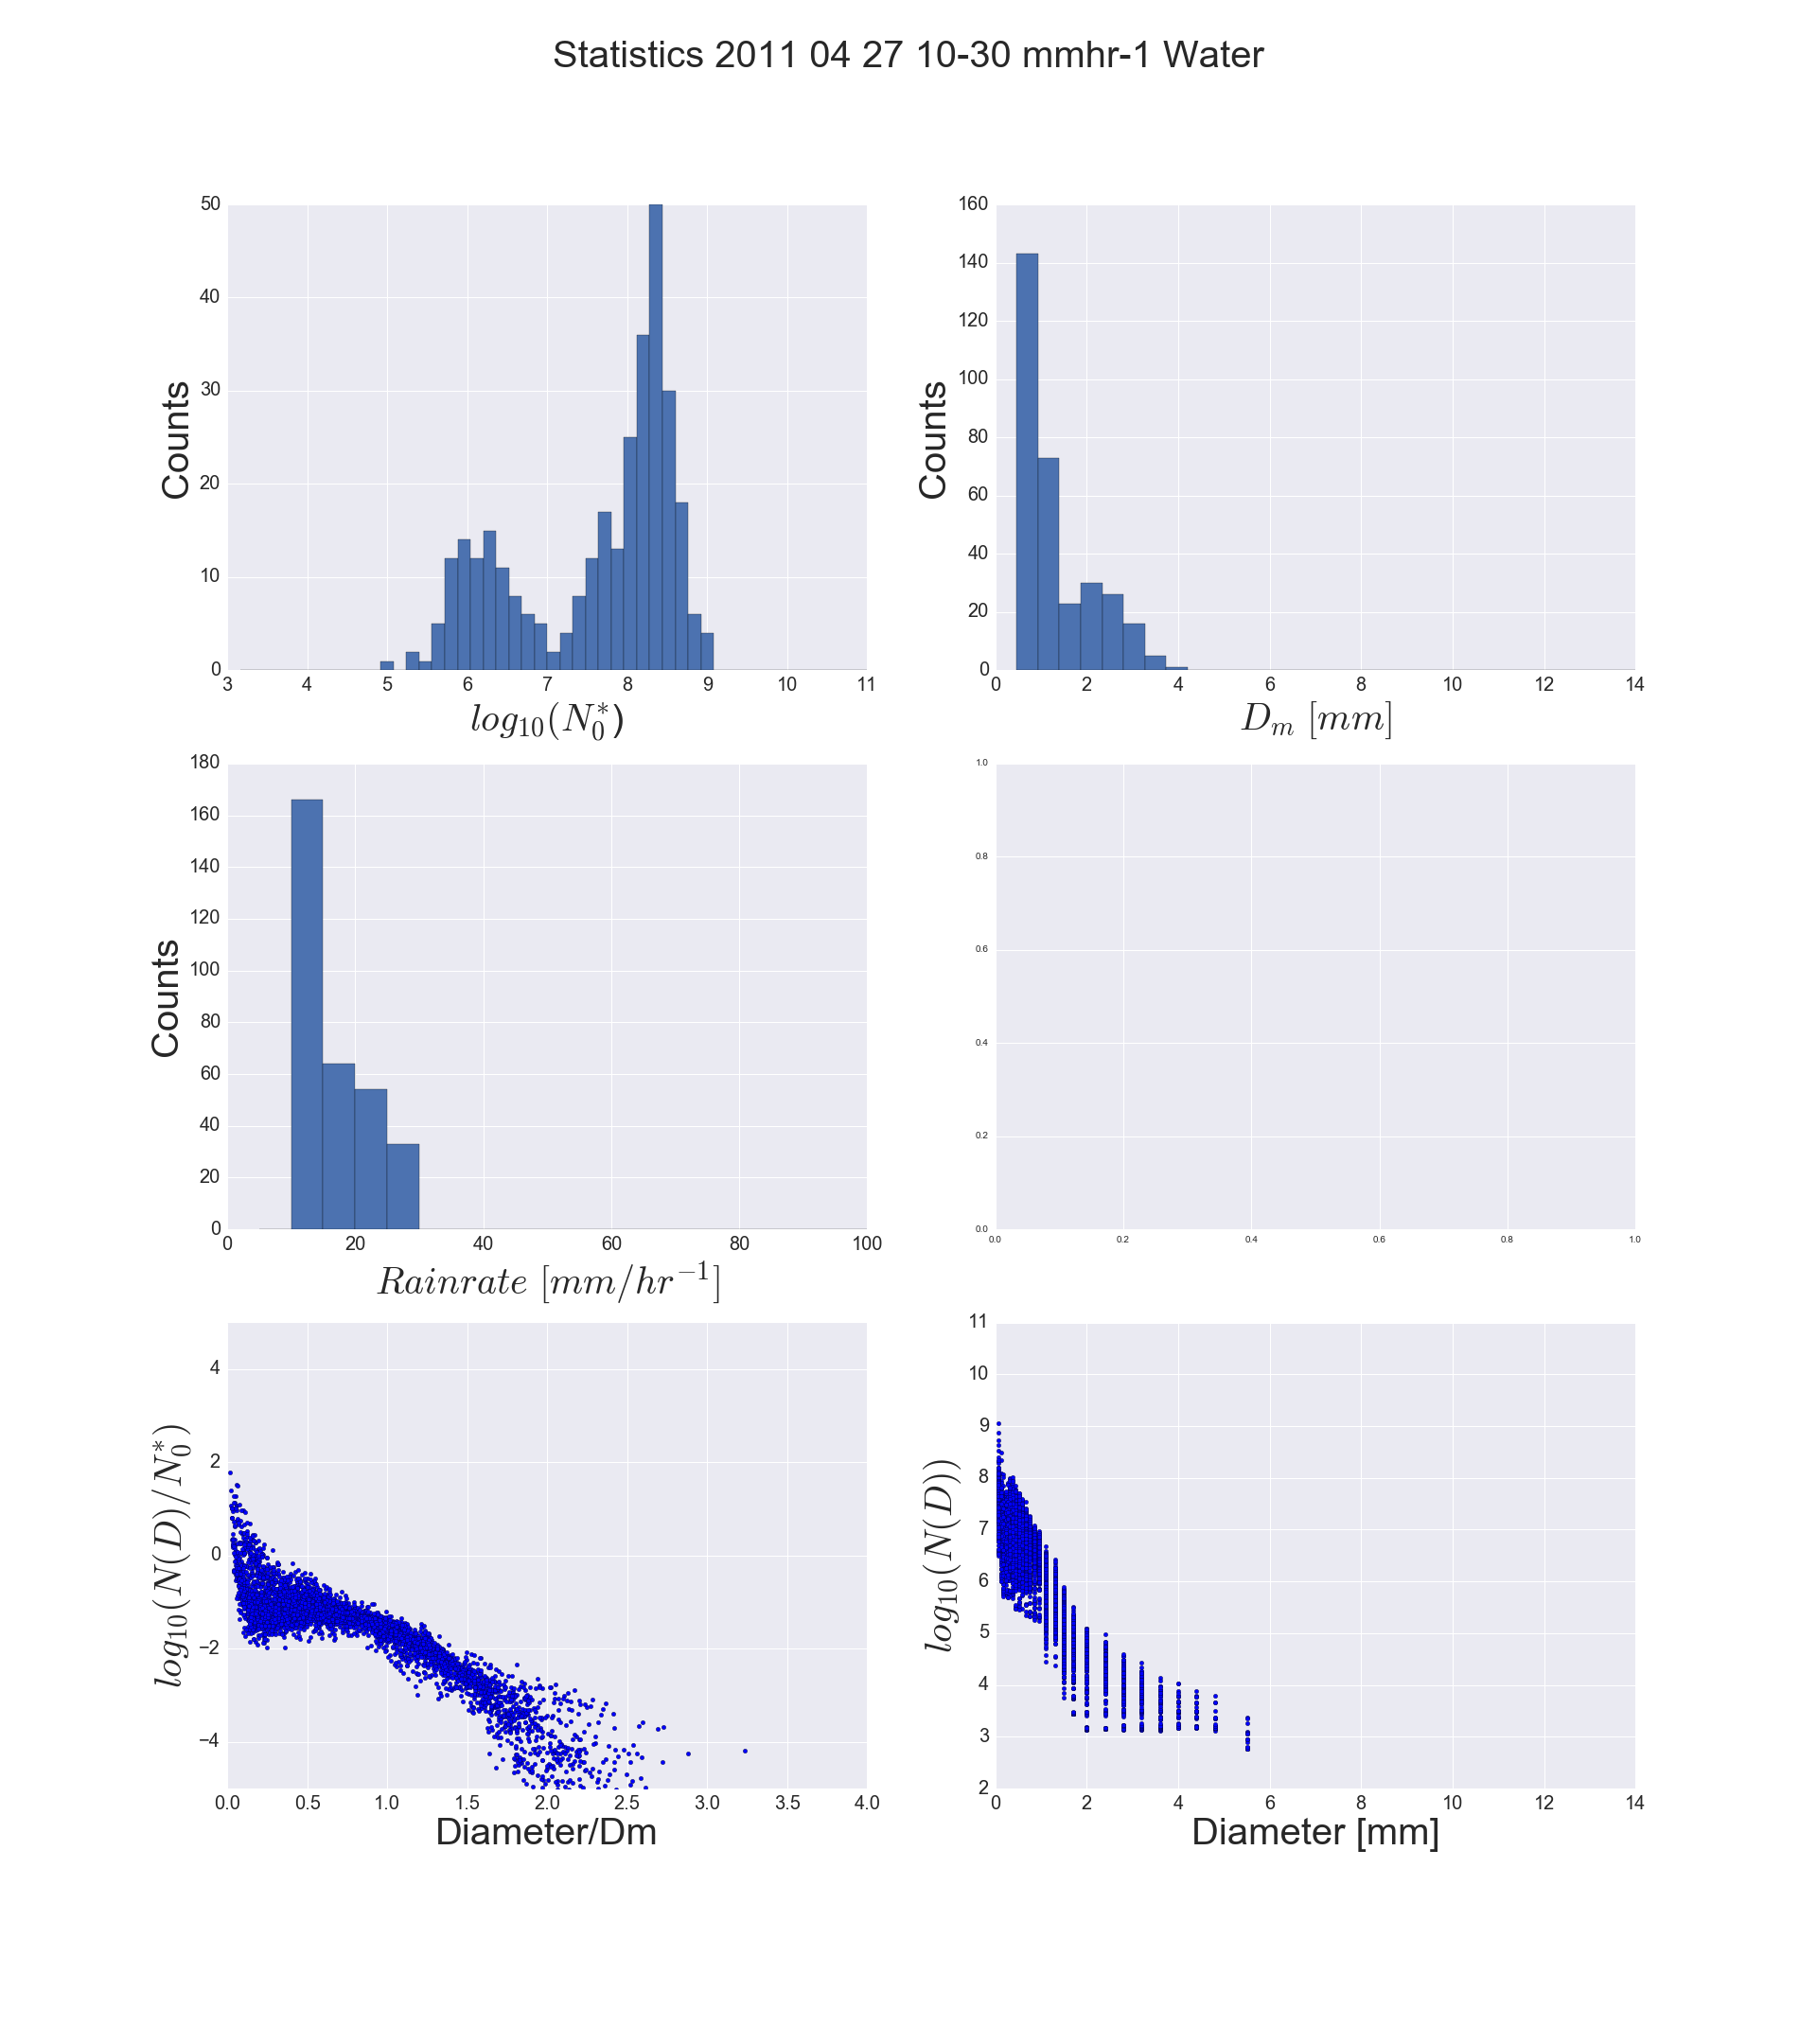 Statistics 2011 04 27 10-30 mmhr-1 Water
50
40
30
20
10
0
Counts
3 4 5 6 7 8 9 10 11
log₁₀(N₀*)
160
140
120
100
80
60
40
20
0
Counts
0 2 4 6 8 10 12 14
Dₘ [mm]
180
160
140
120
100
80
60
40
20
0
Counts
0 20 40 60 80 100
Rainrate [mm/hr⁻¹]
1.0
0.8
0.6
0.4
0.2
0.0
0.0 0.2 0.4 0.6 0.8 1.0
4
2
0
−2
−4
log₁₀(N(D)/N₀*)
0.0 0.5 1.0 1.5 2.0 2.5 3.0 3.5 4.0
Diameter/Dm
11
10
9
8
7
6
5
4
3
2
log₁₀(N(D))
0 2 4 6 8 10 12 14
Diameter [mm]